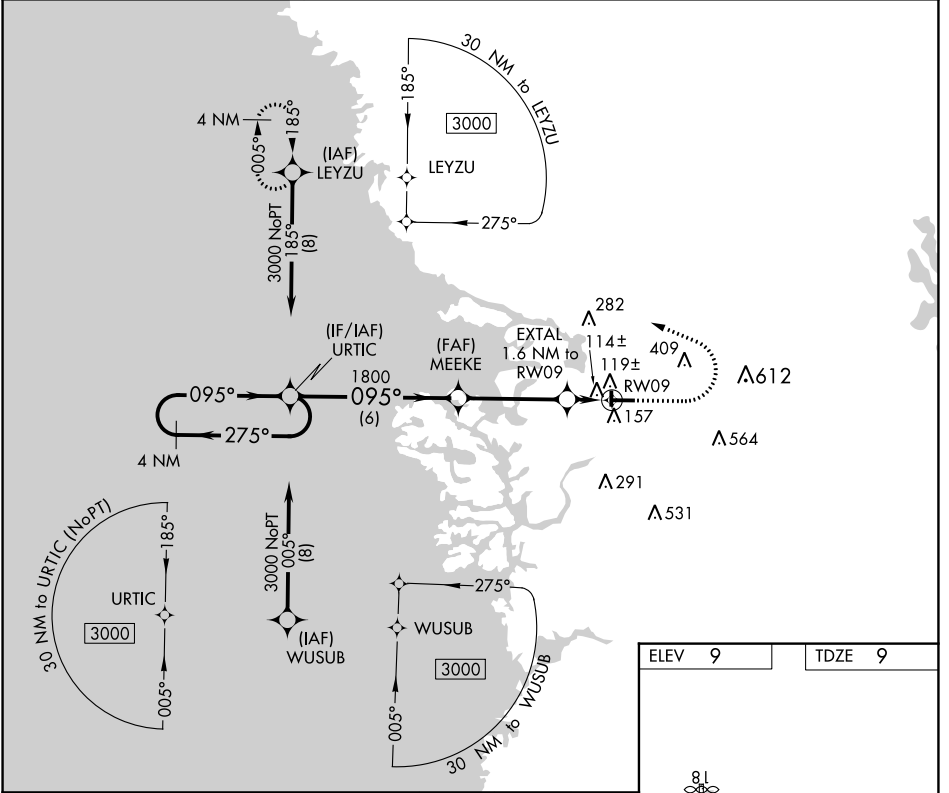 30 NM to LEYZU
185°
3000
LEYZU
275°
4 NM
185°
005°
(IAF)
LEYZU
3000 NoPT
185°
(8)
(IF/IAF)
URTIC
1800
095°
(6)
095°
275°
4 NM
(FAF)
MEEKE
EXTAL
1.6 NM to
RW09
282
114±
119±
409
RW09
157
612
564
291
531
3000 NoPT
005°
(8)
(IAF)
WUSUB
30 NM to URTIC (NoPT)
185°
URTIC
3000
005°
275°
WUSUB
3000
005°
30 NM to WUSUB
ELEV 9
TDZE 9
18